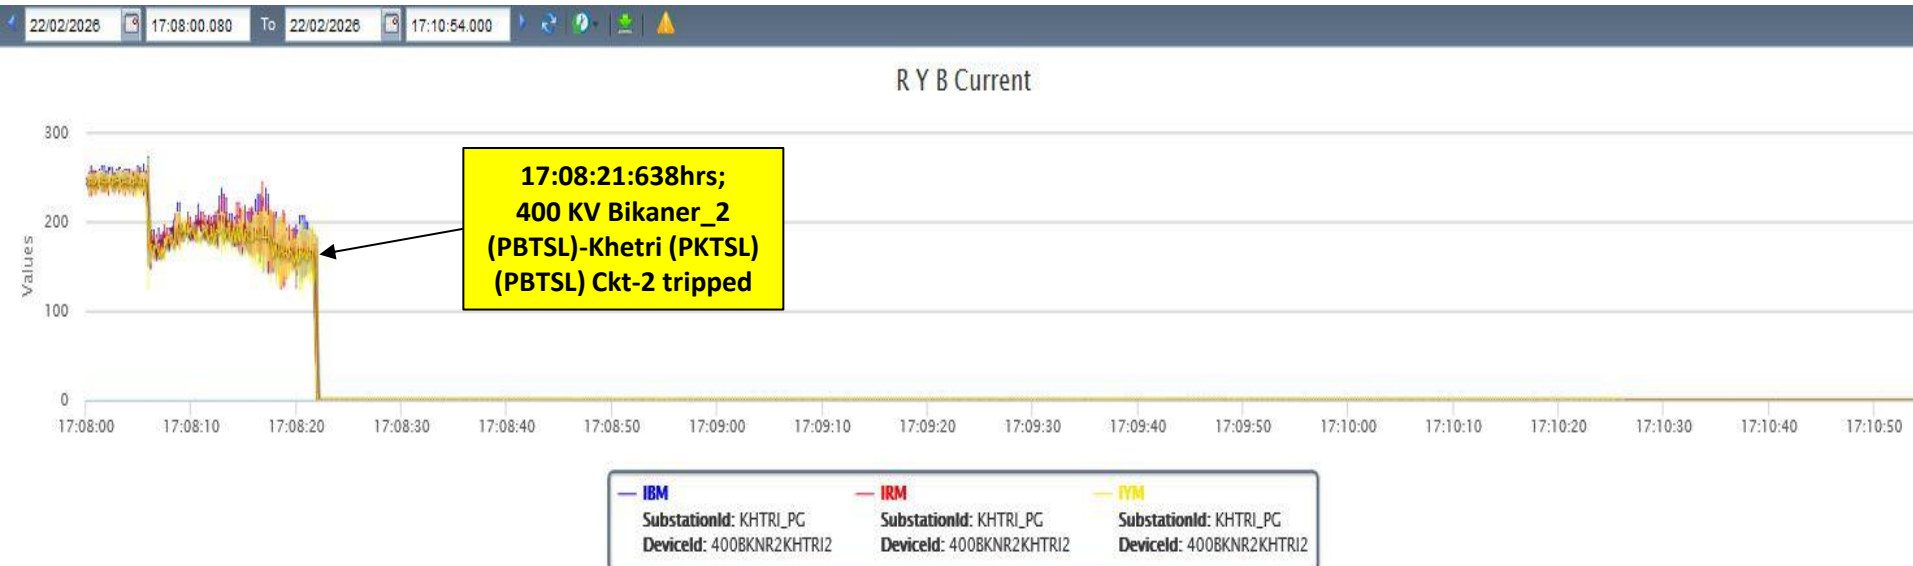 22/02/2026 17:08:00.080 To 22/02/2026 17:10:54.000
R Y B Current
300
200
100
0
Values
17:08:21:638hrs;
400 KV Bikaner_2
(PBTSL)-Khetri (PKTSL)
(PBTSL) Ckt-2 tripped
17:08:00 17:08:10 17:08:20 17:08:30 17:08:40 17:08:50 17:09:00 17:09:10 17:09:20 17:09:30 17:09:40 17:09:50 17:10:00 17:10:10 17:10:20 17:10:30 17:10:40 17:10:50
IBM IRM IYM
SubstationId: KHTRI_PG SubstationId: KHTRI_PG SubstationId: KHTRI_PG
DeviceId: 400BKNR2KHTRI2 DeviceId: 400BKNR2KHTRI2 DeviceId: 400BKNR2KHTRI2